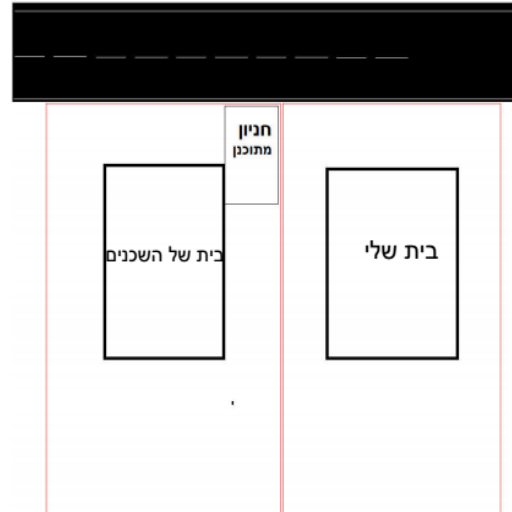 חניון
מתוכנן
בית של השכנים
בית שלי